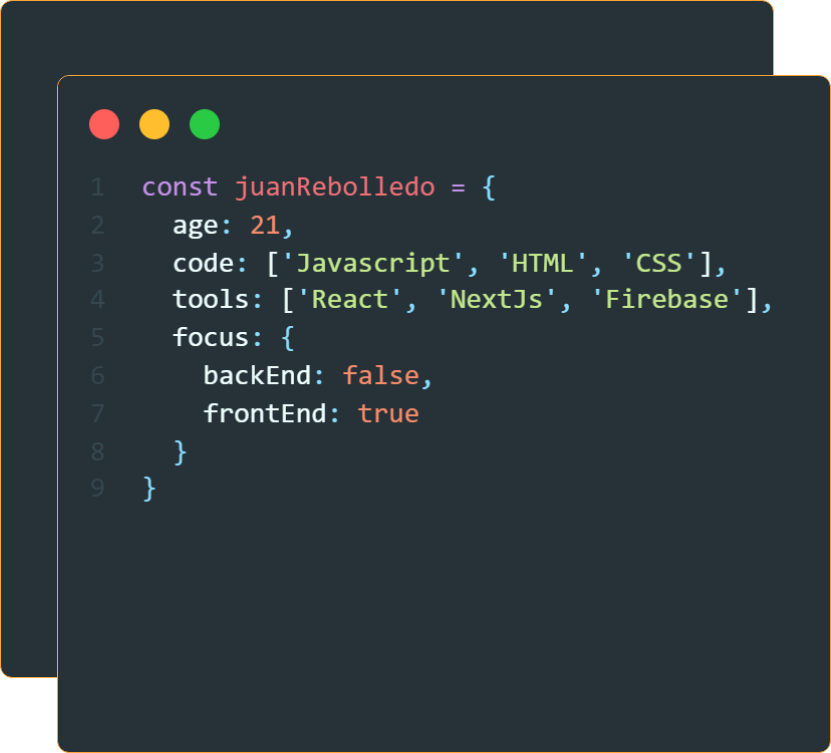 1 const juanRebolledo = {
2   age: 21,
3   code: ['Javascript', 'HTML', 'CSS'],
4   tools: ['React', 'NextJs', 'Firebase'],
5   focus: {
6     backEnd: false,
7     frontEnd: true
8   }
9 }